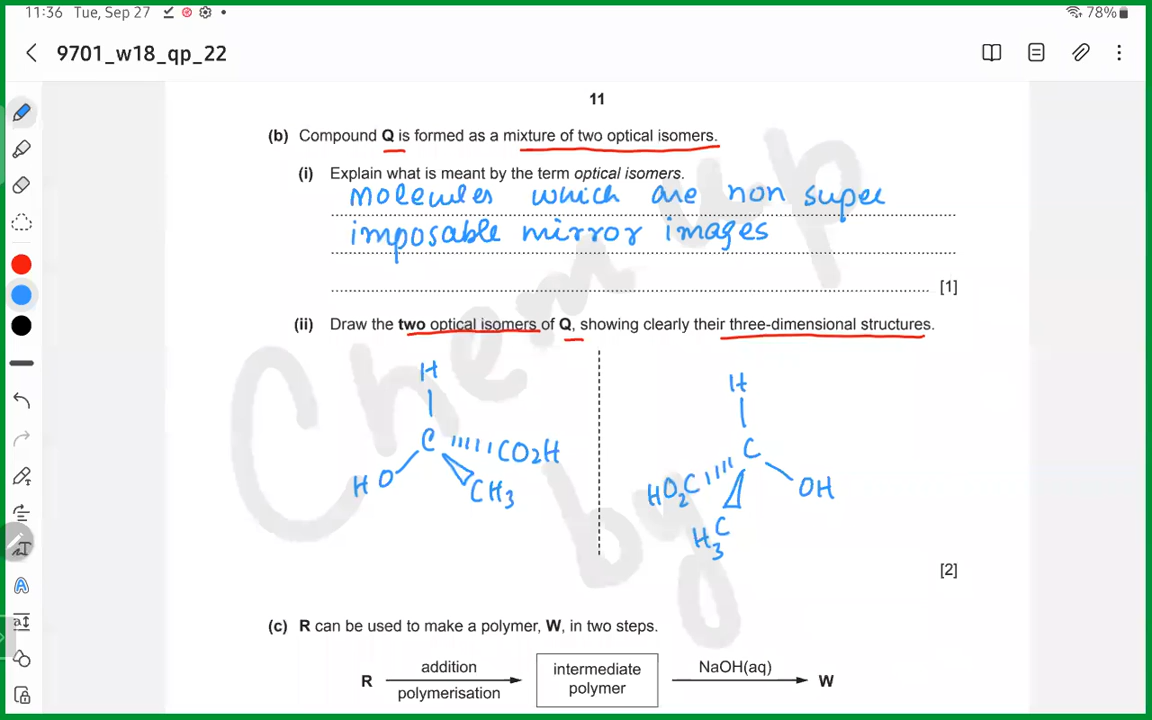 11:36 Tue, Sep 27
78%
9701_w18_qp_22
11
(b) Compound Q is formed as a mixture of two optical isomers.
(i) Explain what is meant by the term optical isomers.
molecules which are non super
imposable mirror images
[1]
(ii) Draw the two optical isomers of Q, showing clearly their three-dimensional structures.
H
C
CO2H
HO
CH3
H
C
HO2C
OH
H3C
[2]
(c) R can be used to make a polymer, W, in two steps.
R
addition
polymerisation
intermediate
polymer
NaOH(aq)
W
Chem up
by